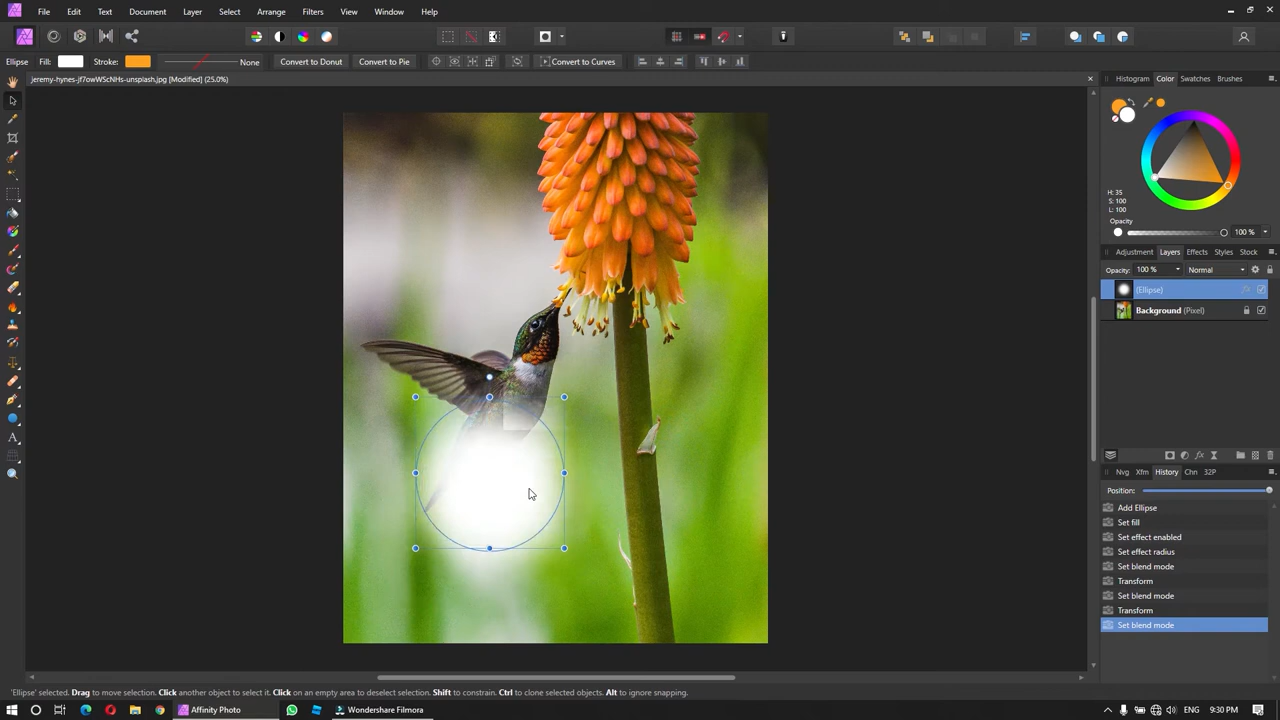 File Edit Text Document Layer Select Arrange Filters View Window Help
Ellipse Fill: Stroke: None Convert to Donut Convert to Pie Convert to Curves
jeremy-hynes-jf7owWScNHs-unsplash.jpg [Modified] (25.0%)
Histogram Color Swatches Brushes
H: 35
S: 100
L: 100
Opacity
100 %
Adjustment Layers Effects Styles Stock
Opacity: 100 % Normal
(Ellipse)
Background (Pixel)
Nvg Xfm History Chn 32P
Position:
Add Ellipse
Set fill
Set effect enabled
Set effect radius
Set blend mode
Transform
Set blend mode
Transform
Set blend mode
'Ellipse' selected. Drag to move selection. Click another object to select it. Click on an empty area to deselect selection. Shift to constrain. Ctrl to clone selected objects. Alt to ignore snapping.
Affinity Photo Wondershare Filmora ENG 9:30 PM